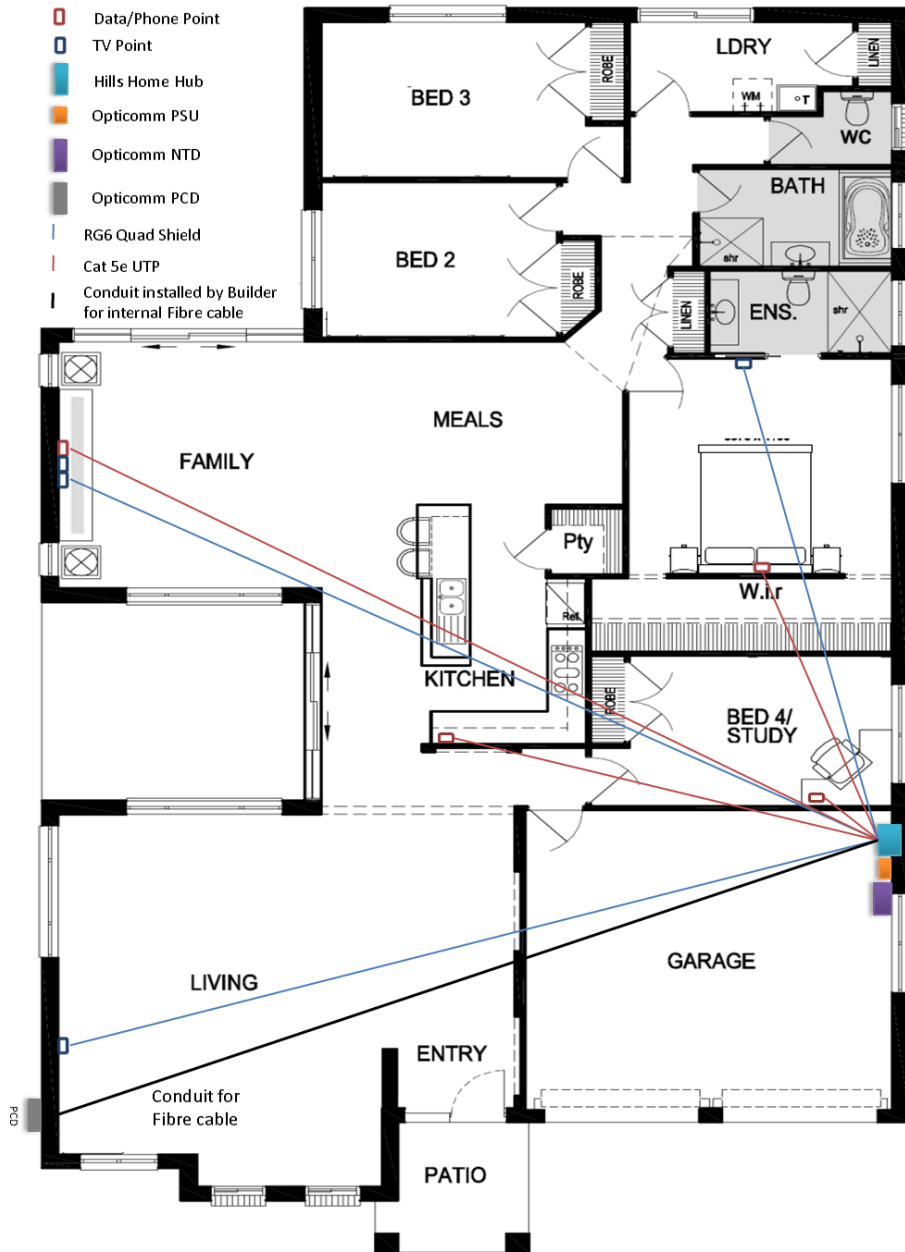 Data/Phone Point
TV Point
Hills Home Hub
Opticomm PSU
Opticomm NTD
Opticomm PCD
RG6 Quad Shield
Cat 5e UTP
Conduit installed by Builder
for internal Fibre cable
LDRY
LINEN
ROBE
BED 3
WM
T
WC
BATH
BED 2
ROBE
shr
LINEN
ENS.
shr
MEALS
FAMILY
Pty
W.i.r
Ref.
KITCHEN
ROBE
BED 4/
STUDY
LIVING
GARAGE
ENTRY
Conduit for
Fibre cable
PCD
PATIO